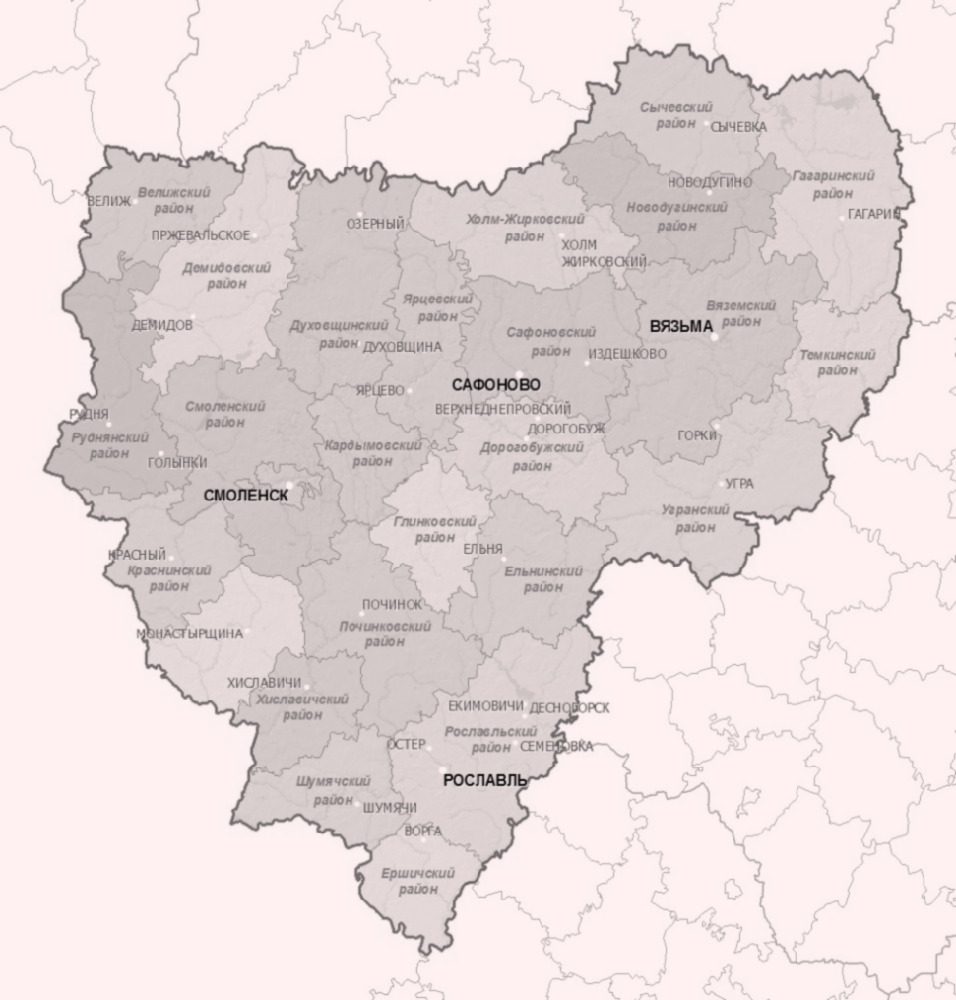 Сычевский
район
СЫЧЕВКА
Гагаринский
район
ГАГАРИН
НОВОДУГИНО
Новодугинский
район
ВЕЛИЖ
Велижский
район
ПРЖЕВАЛЬСКОЕ
ОЗЕРНЫЙ
Холм-Жирковский
район
ХОЛМ
ЖИРКОВСКИЙ
Демидовский
район
ДЕМИДОВ
Духовщинский
район
ДУХОВЩИНА
Ярцевский
район
ЯРЦЕВО
Сафоновский
район
ИЗДЕШКОВО
САФОНОВО
ВЯЗЬМА
Вяземский
район
Темкинский
район
ВЕРХНЕДНЕПРОВСКИЙ
ДОРОГОБУЖ
Дорогобужский
район
ГОРКИ
УГРА
Угранский
район
РУДНЯ
Руднянский
район
ГОЛЫНКИ
Смоленский
район
СМОЛЕНСК
Кардымовский
район
Глинковский
район
ЕЛЬНЯ
Ельнинский
район
КРАСНЫЙ
Краснинский
район
МОНАСТЫРЩИНА
ПОЧИНОК
Починковский
район
ХИСЛАВИЧИ
Хиславичский
район
ЕКИМОВИЧИ
ДЕСНОГОРСК
ОСТЕР
Рославльский
район
СЕМЕНОВКА
РОСЛАВЛЬ
Шумячский
район
ШУМЯЧИ
ВОРГА
Ершичский
район